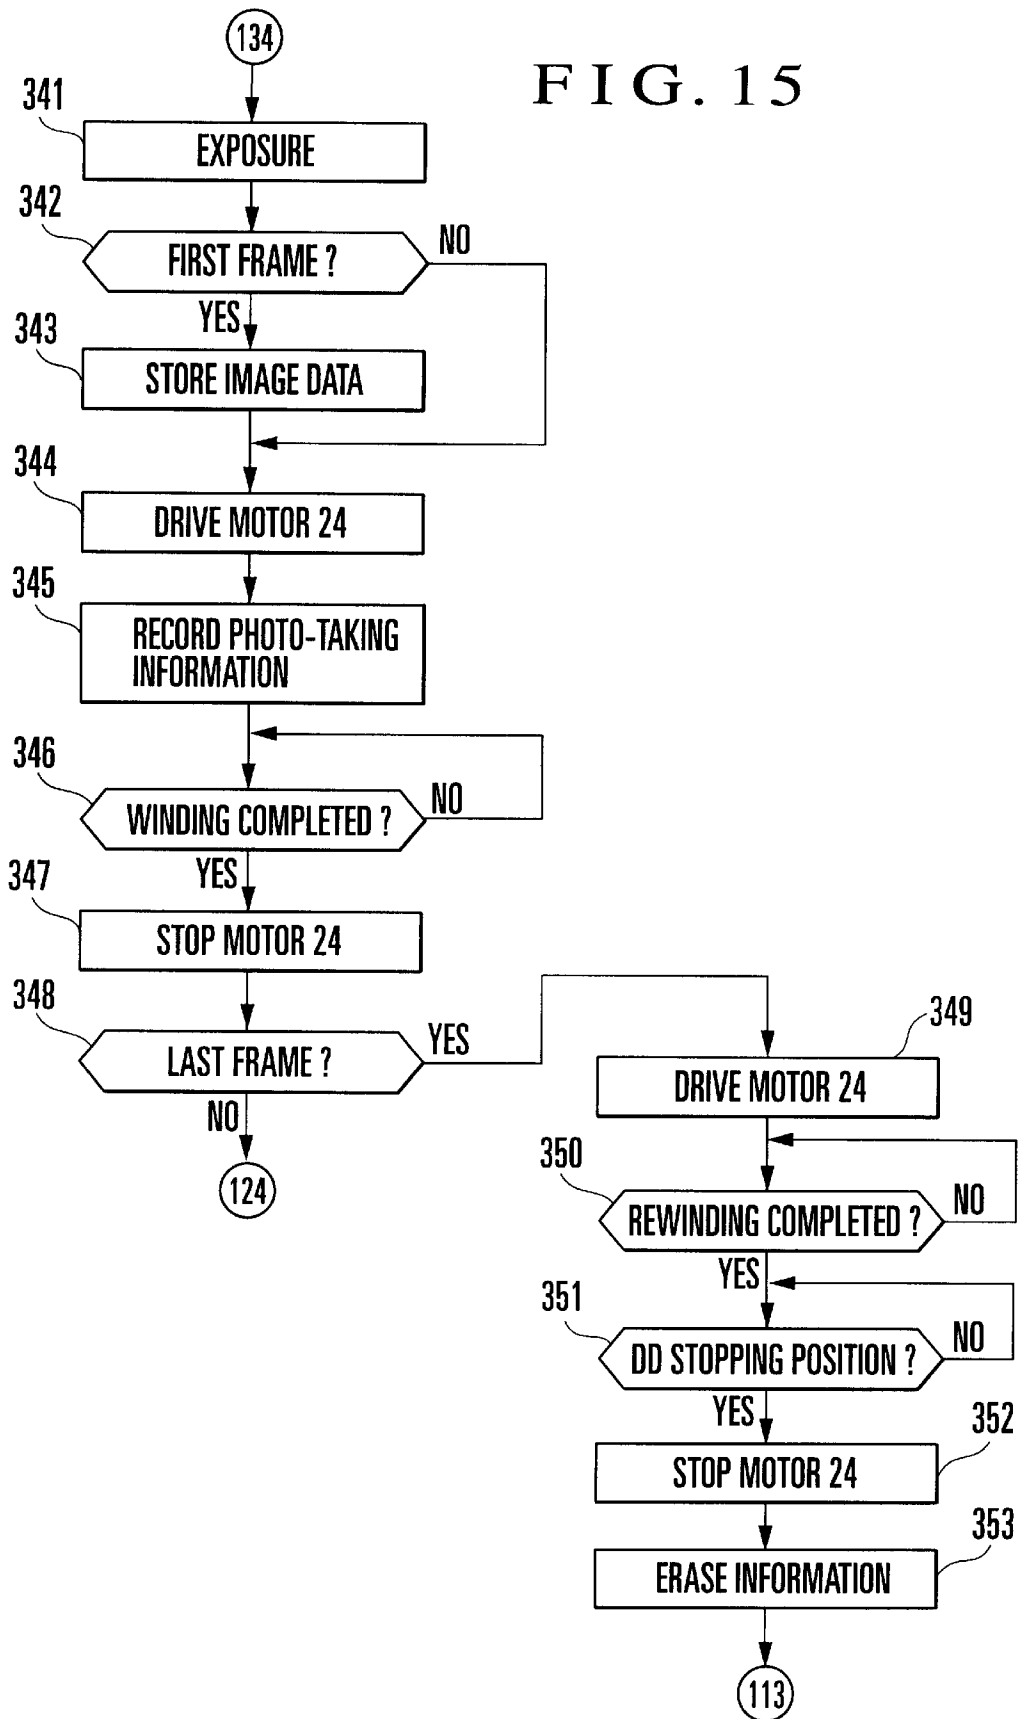 134
FIG. 15
341
EXPOSURE
342
FIRST FRAME ?
NO
YES
343
STORE IMAGE DATA
344
DRIVE MOTOR 24
345
RECORD PHOTO-TAKING
INFORMATION
346
WINDING COMPLETED ?
NO
YES
347
STOP MOTOR 24
348
LAST FRAME ?
YES
NO
124
349
DRIVE MOTOR 24
350
REWINDING COMPLETED ?
NO
YES
351
DD STOPPING POSITION ?
NO
YES
352
STOP MOTOR 24
353
ERASE INFORMATION
113